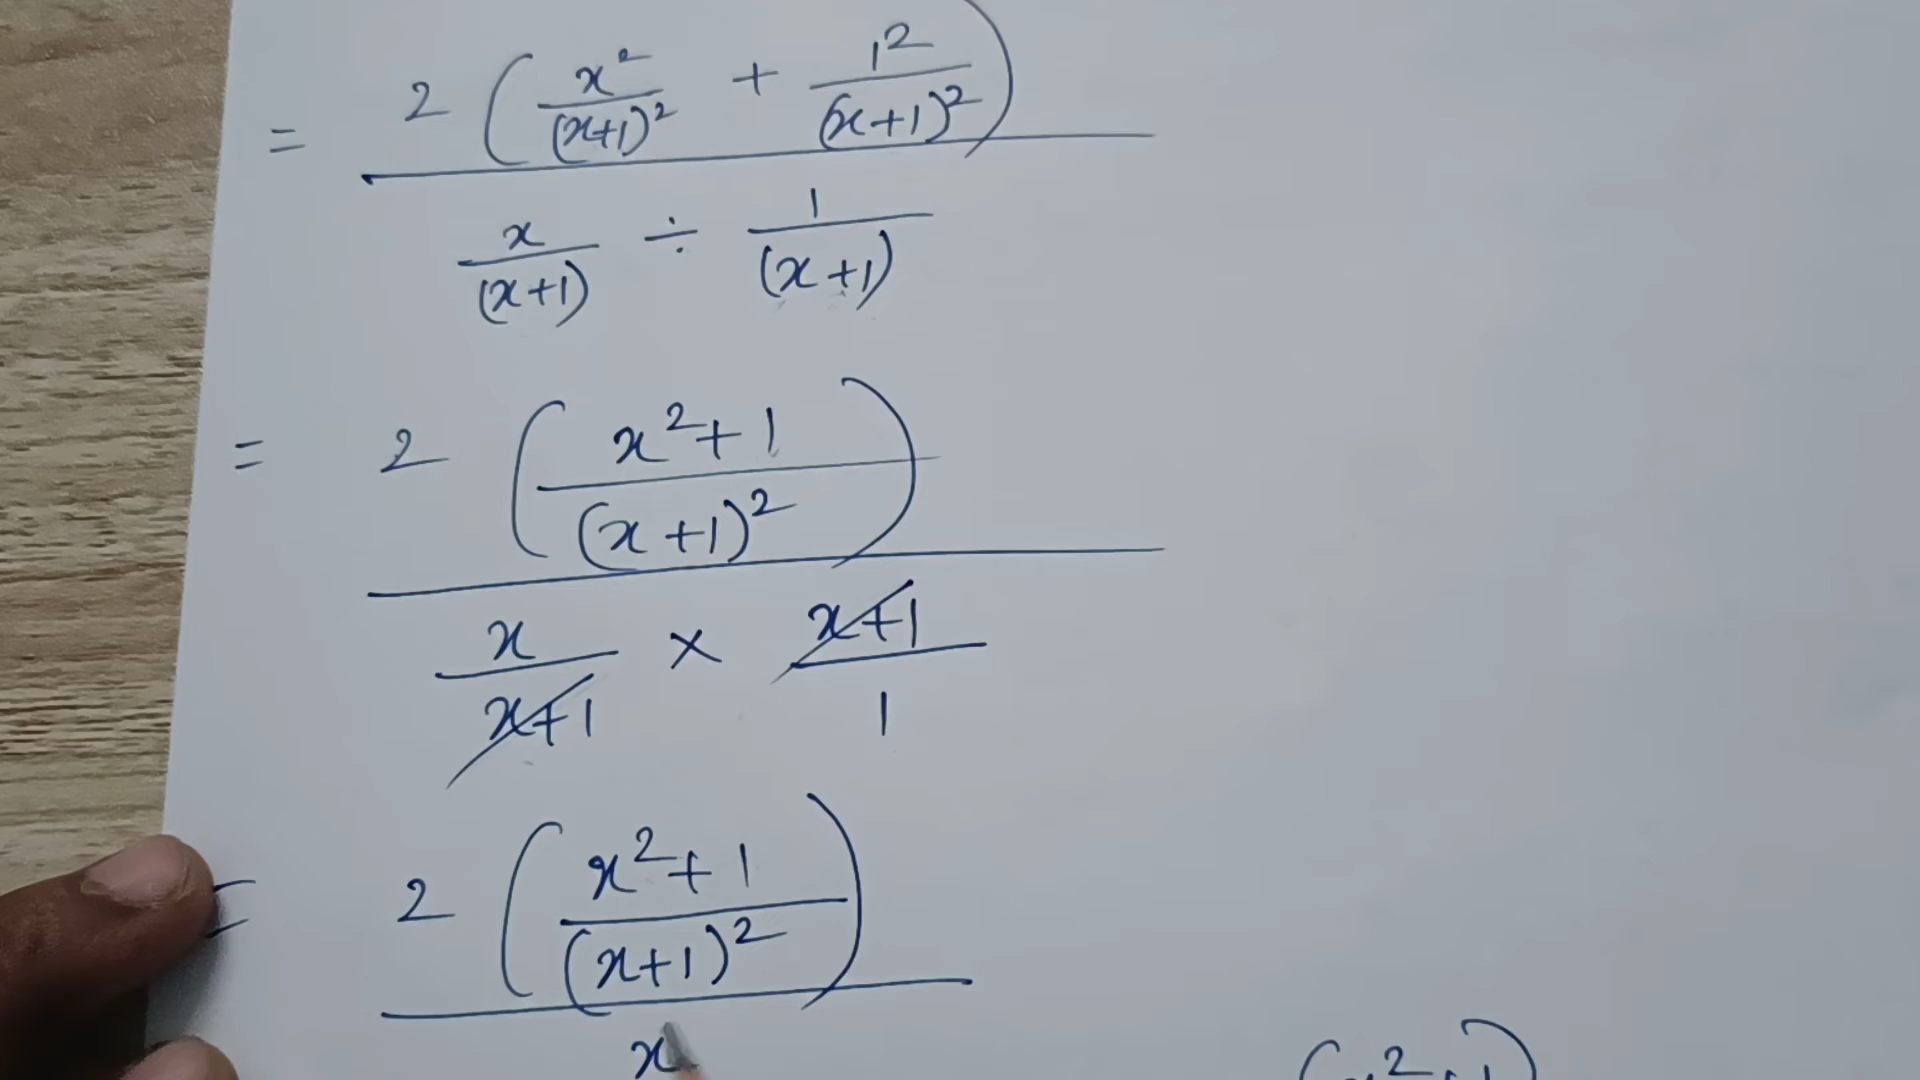 = 2 ( x² / (x+1)² + 1² / (x+1)² )
x / (x+1) ÷ 1 / (x+1)
= 2 ( x²+1 / (x+1)² )
x / x+1 × x+1 / 1
= 2 ( x²+1 / (x+1)² )
x